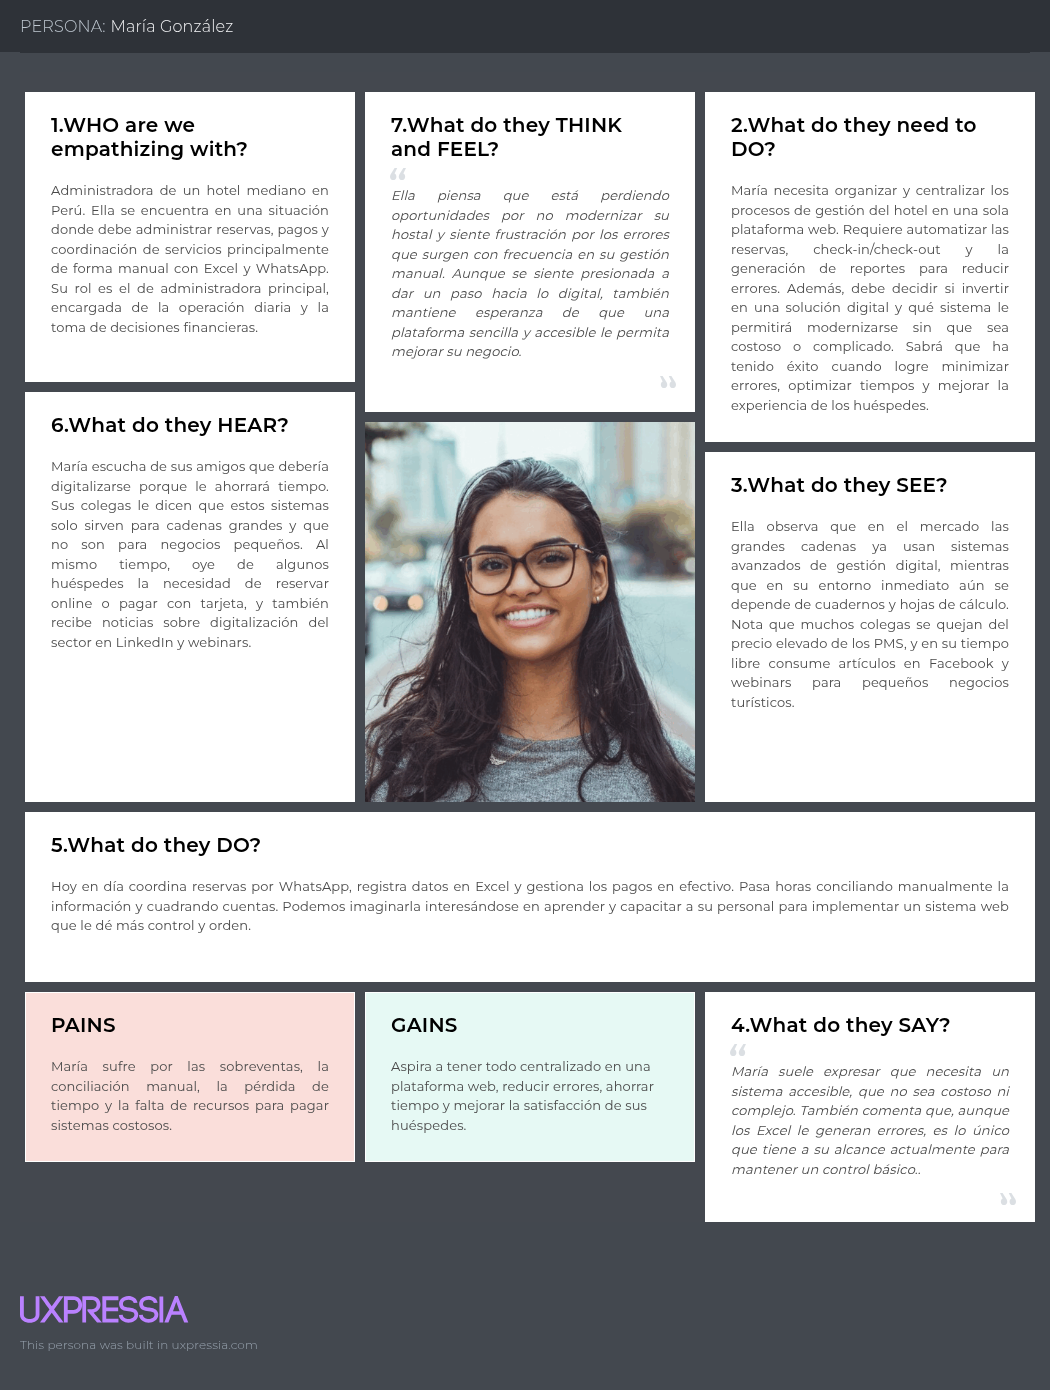 PERSONA: María González
1.WHO are we
empathizing with?
Administradora de un hotel mediano en
Perú. Ella se encuentra en una situación
donde debe administrar reservas, pagos y
coordinación de servicios principalmente
de forma manual con Excel y WhatsApp.
Su rol es el de administradora principal,
encargada de la operación diaria y la
toma de decisiones financieras.
7.What do they THINK
and FEEL?
“
Ella piensa que está perdiendo
oportunidades por no modernizar su
hostal y siente frustración por los errores
que surgen con frecuencia en su gestión
manual. Aunque se siente presionada a
dar un paso hacia lo digital, también
mantiene esperanza de que una
plataforma sencilla y accesible le permita
mejorar su negocio.
”
2.What do they need to
DO?
María necesita organizar y centralizar los
procesos de gestión del hotel en una sola
plataforma web. Requiere automatizar las
reservas, check-in/check-out y la
generación de reportes para reducir
errores. Además, debe decidir si invertir
en una solución digital y qué sistema le
permitirá modernizarse sin que sea
costoso o complicado. Sabrá que ha
tenido éxito cuando logre minimizar
errores, optimizar tiempos y mejorar la
experiencia de los huéspedes.
6.What do they HEAR?
María escucha de sus amigos que debería
digitalizarse porque le ahorrará tiempo.
Sus colegas le dicen que estos sistemas
solo sirven para cadenas grandes y que
no son para negocios pequeños. Al
mismo tiempo, oye de algunos
huéspedes la necesidad de reservar
online o pagar con tarjeta, y también
recibe noticias sobre digitalización del
sector en LinkedIn y webinars.
3.What do they SEE?
Ella observa que en el mercado las
grandes cadenas ya usan sistemas
avanzados de gestión digital, mientras
que en su entorno inmediato aún se
depende de cuadernos y hojas de cálculo.
Nota que muchos colegas se quejan del
precio elevado de los PMS, y en su tiempo
libre consume artículos en Facebook y
webinars para pequeños negocios
turísticos.
5.What do they DO?
Hoy en día coordina reservas por WhatsApp, registra datos en Excel y gestiona los pagos en efectivo. Pasa horas conciliando manualmente la
información y cuadrando cuentas. Podemos imaginarla interesándose en aprender y capacitar a su personal para implementar un sistema web
que le dé más control y orden.
PAINS
María sufre por las sobreventas, la
conciliación manual, la pérdida de
tiempo y la falta de recursos para pagar
sistemas costosos.
GAINS
Aspira a tener todo centralizado en una
plataforma web, reducir errores, ahorrar
tiempo y mejorar la satisfacción de sus
huéspedes.
4.What do they SAY?
“
María suele expresar que necesita un
sistema accesible, que no sea costoso ni
complejo. También comenta que, aunque
los Excel le generan errores, es lo único
que tiene a su alcance actualmente para
mantener un control básico..
”
UXPRESSIA
This persona was built in uxpressia.com